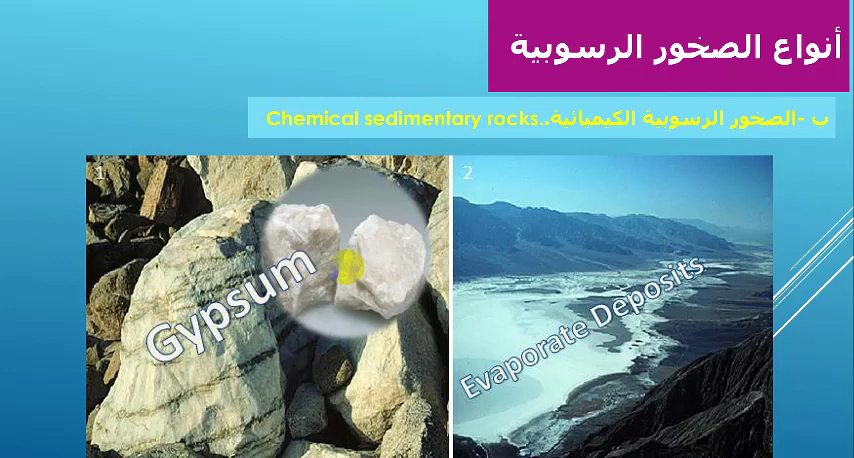 أنواع الصخور الرسوبية
ب -الصخور الرسوبية الكيميائية..Chemical sedimentary rocks
1
Gypsum
2
Evaporate Deposits